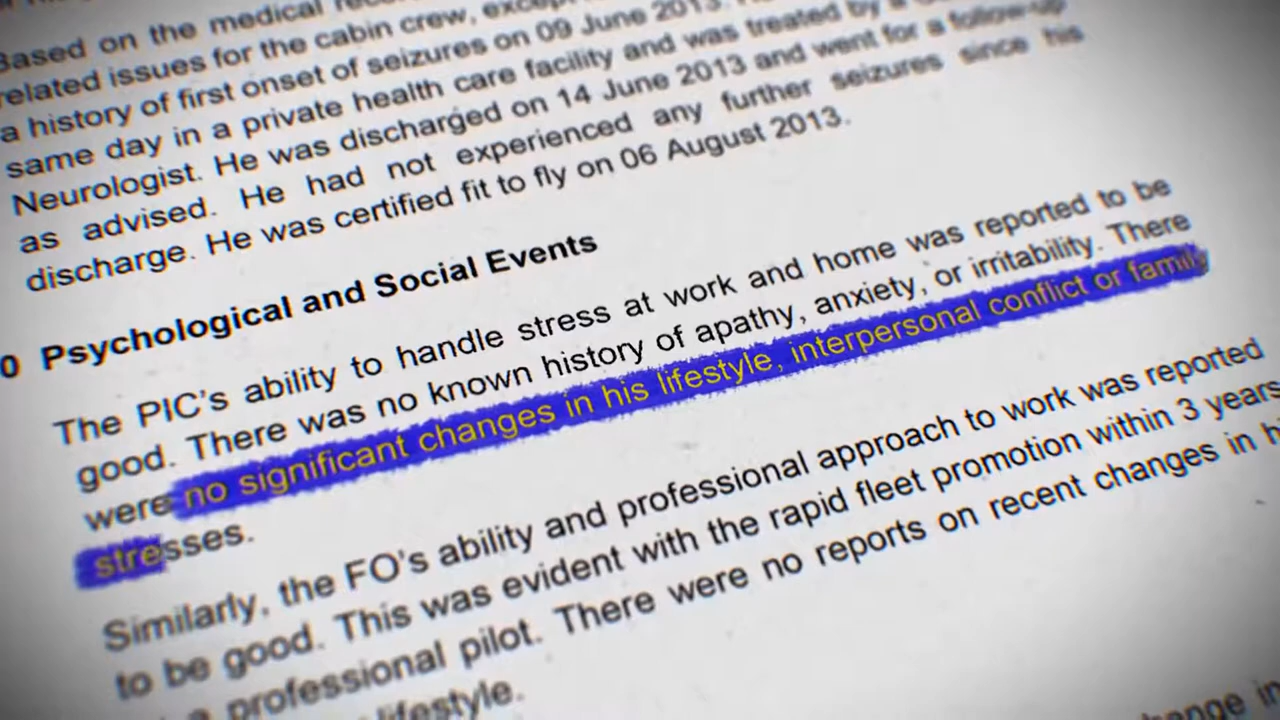 Based on the medical
related issues for the cabin crew,
a history of first onset of seizures on 09 June 2013.
same day in a private health care facility and was treated by a
Neurologist. He was discharged on 14 June 2013 and went for a follow-up
as advised. He had not experienced any further seizures since his
discharge. He was certified fit to fly on 06 August 2013.
0 Psychological and Social Events
The PIC's ability to handle stress at work and home was reported to be
good. There was no known history of apathy, anxiety, or irritability. There
were no significant changes in his lifestyle, interpersonal conflict or family
stresses.
Similarly, the FO's ability and professional approach to work was reported
to be good. This was evident with the rapid fleet promotion within 3 years
a professional pilot. There were no reports on recent changes in
lifestyle.